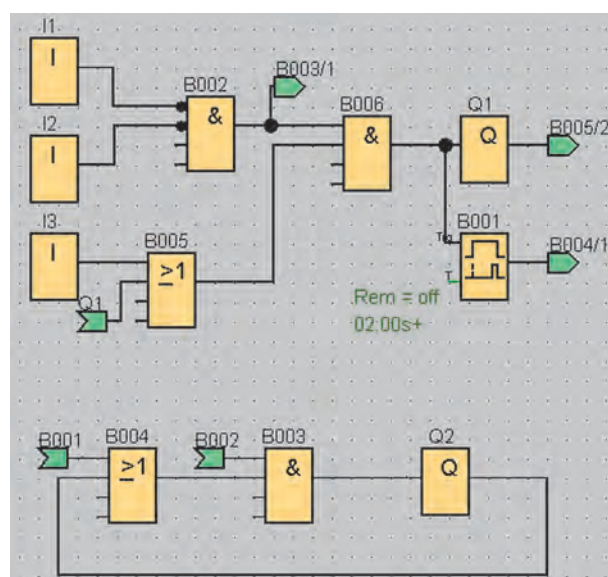 I1
I
B002
&
B003/1
I2
I
B006
&
Q1
Q
B005/2
I3
I
B005
≥1
Q1
B001
Trg
T
B004/1
Rem = off
02:00s+
B001
B004
≥1
B002
B003
&
Q2
Q